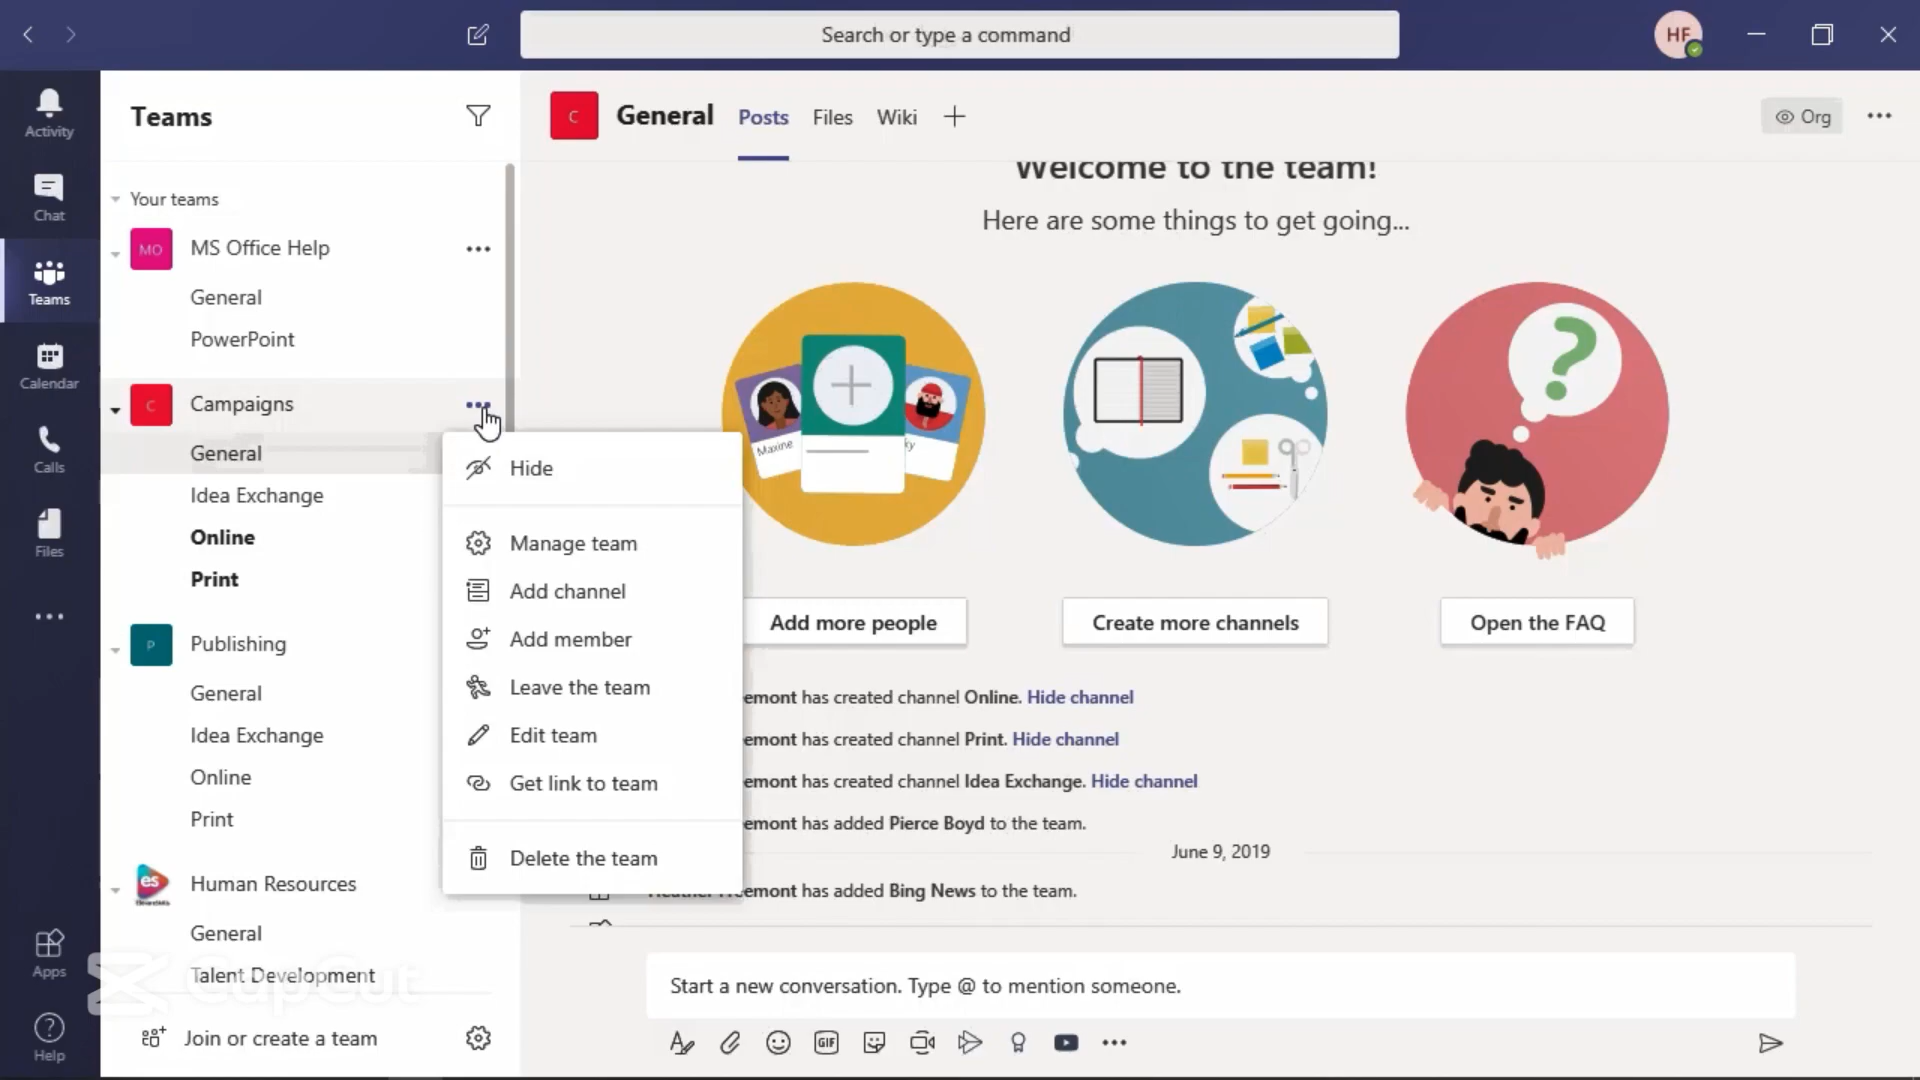 Search or type a command
HF
Activity
Chat
Teams
Calendar
Calls
Files
Apps
Help
Teams
Your teams
MO MS Office Help
General
PowerPoint
C Campaigns
General
Idea Exchange
Online
Print
P Publishing
General
Idea Exchange
Online
Print
es Human Resources
General
Talent Development
CapCut
Join or create a team
Hide
Manage team
Add channel
Add member
Leave the team
Edit team
Get link to team
Delete the team
C General Posts Files Wiki
Org
Welcome to the team!
Here are some things to get going...
Maxine
ky
Add more people
Create more channels
Open the FAQ
emont has created channel Online. Hide channel
emont has created channel Print. Hide channel
emont has created channel Idea Exchange. Hide channel
emont has added Pierce Boyd to the team.
June 9, 2019
Heather Freemont has added Bing News to the team.
Start a new conversation. Type @ to mention someone.
GIF